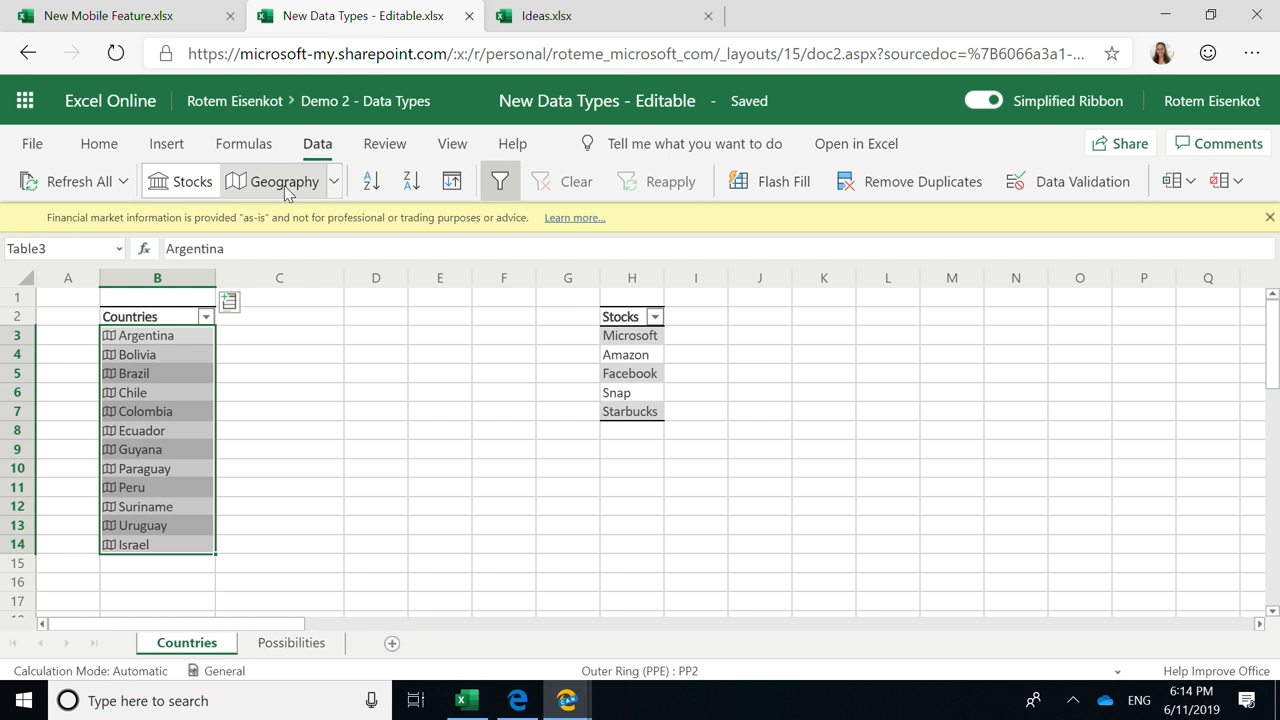 New Mobile Feature.xlsx
New Data Types - Editable.xlsx
Ideas.xlsx
https://microsoft-my.sharepoint.com/:x:/r/personal/roteme_microsoft_com/_layouts/15/doc2.aspx?sourcedoc=%7B6066a3a1-...
Excel Online
Rotem Eisenkot > Demo 2 - Data Types
New Data Types - Editable - Saved
Simplified Ribbon
Rotem Eisenkot
File Home Insert Formulas Data Review View Help Tell me what you want to do Open in Excel Share Comments
Refresh All Stocks Geography Clear Reapply Flash Fill Remove Duplicates Data Validation
Financial market information is provided "as-is" and not for professional or trading purposes or advice. Learn more...
Table3 fx Argentina
A B C D E F G H I J K L M N O P Q
1
2 Countries Stocks
3 Argentina Microsoft
4 Bolivia Amazon
5 Brazil Facebook
6 Chile Snap
7 Colombia Starbucks
8 Ecuador
9 Guyana
10 Paraguay
11 Peru
12 Suriname
13 Uruguay
14 Israel
15
16
17
Countries Possibilities
Calculation Mode: Automatic General Outer Ring (PPE) : PP2 Help Improve Office
Type here to search
ENG
6:14 PM
6/11/2019